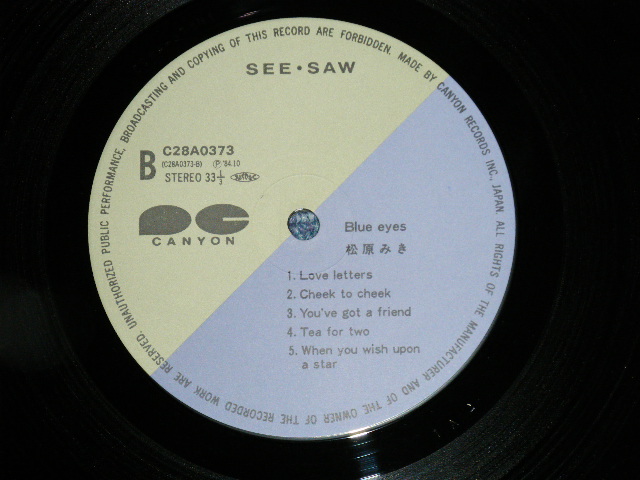 UNAUTHORIZED PUBLIC PERFORMANCE, BROADCASTING AND COPYING OF THIS RECORD ARE FORBIDDEN. MADE BY CANYON RECORDS INC., JAPAN. ALL RIGHTS OF THE MANUFACTURER AND OF THE OWNER OF THE RECORDED WORK ARE RESERVED.
SEE・SAW
B
C28A0373
(C28A0373-B) Ⓟ '84.10
STEREO 33 1/3
CANYON
Blue eyes
松原みき
1. Love letters
2. Cheek to cheek
3. You've got a friend
4. Tea for two
5. When you wish upon
a star